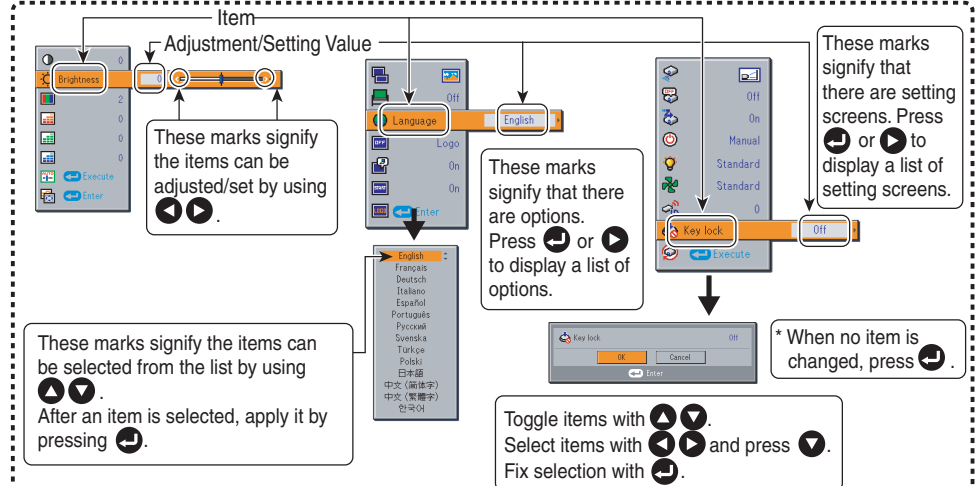 Item
Adjustment/Setting Value
0
Brightness
0
2
0
0
0
Execute
Enter
These marks signify
the items can be
adjusted/set by using
.
Off
Language
English
OFF
Logo
On
START
On
Enter
English
Français
Deutsch
Italiano
Español
Português
Русский
Svenska
Türkçe
Polski
日本語
中文 (简体字)
中文 (繁體字)
한국어
These marks
signify that there
are options.
Press or
to display a list of
options.
Off
On
Manual
Standard
Standard
0
Key lock
Off
Execute
These marks
signify that
there are setting
screens. Press
or to
display a list of
setting screens.
Key lock
Off
OK
Cancel
Enter
* When no item is
changed, press .
These marks signify the items can
be selected from the list by using
.
After an item is selected, apply it by
pressing .
Toggle items with .
Select items with and press .
Fix selection with .